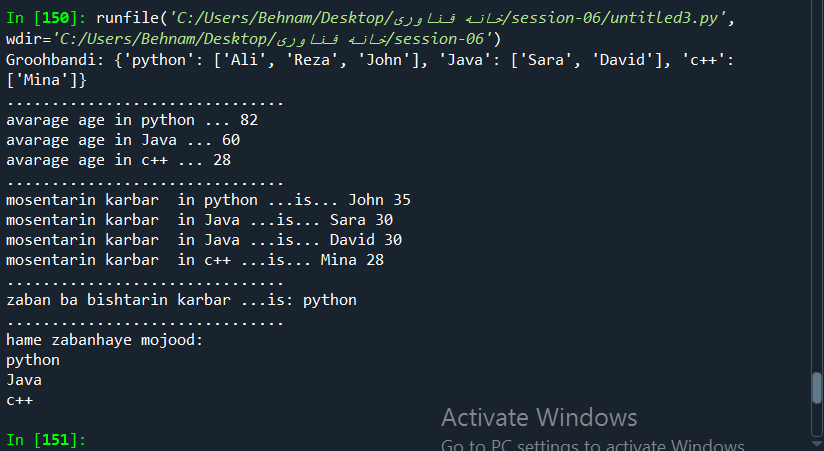 In [150]: runfile('C:/Users/Behnam/Desktop/خانه فناوری/session-06/untitled3.py',
wdir='C:/Users/Behnam/Desktop/خانه فناوری/session-06')
Groohbandi: {'python': ['Ali', 'Reza', 'John'], 'Java': ['Sara', 'David'], 'c++':
['Mina']}
...............................
avarage age in python ... 82
avarage age in Java ... 60
avarage age in c++ ... 28
...............................
mosentarin karbar  in python ...is... John 35
mosentarin karbar  in Java ...is... Sara 30
mosentarin karbar  in Java ...is... David 30
mosentarin karbar  in c++ ...is... Mina 28
...............................
zaban ba bishtarin karbar ...is: python
...............................
hame zabanhaye mojood:
python
Java
c++
In [151]:
Activate Windows
Go to PC settings to activate Windows.